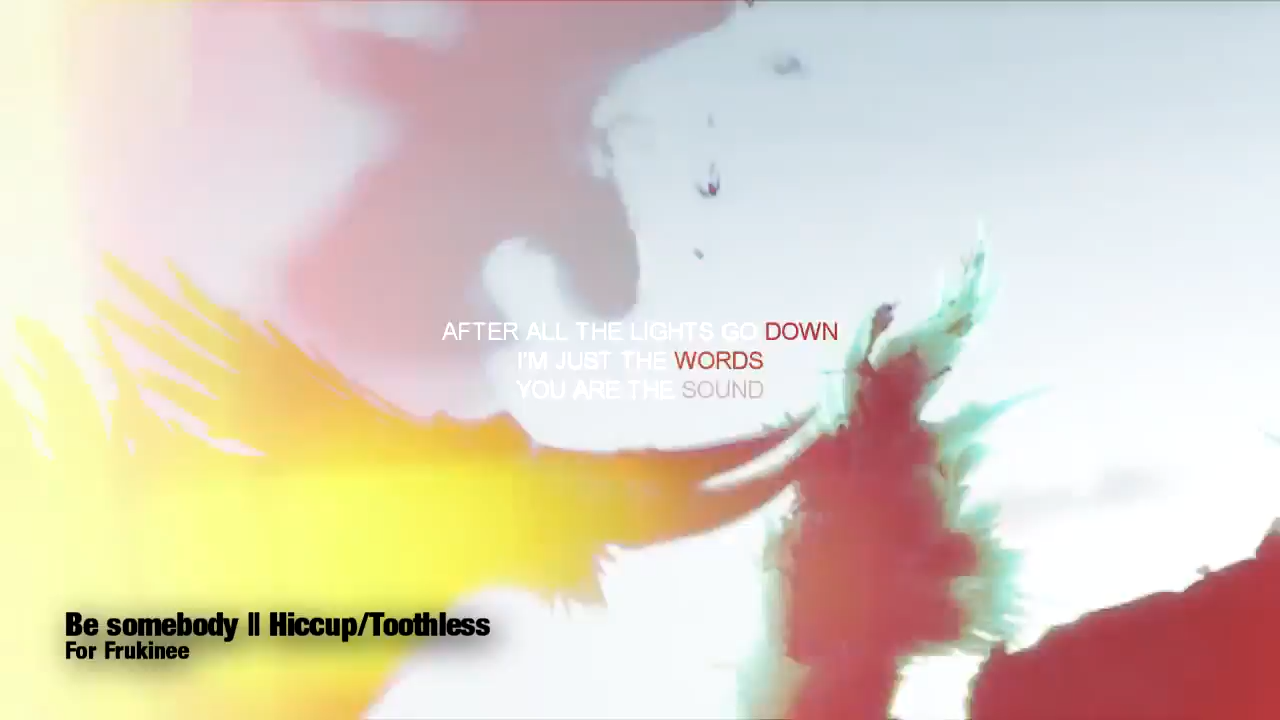 AFTER ALL THE LIGHTS GO DOWN
I'M JUST THE WORDS
YOU ARE THE SOUND
Be somebody || Hiccup/Toothless
For Frukinee